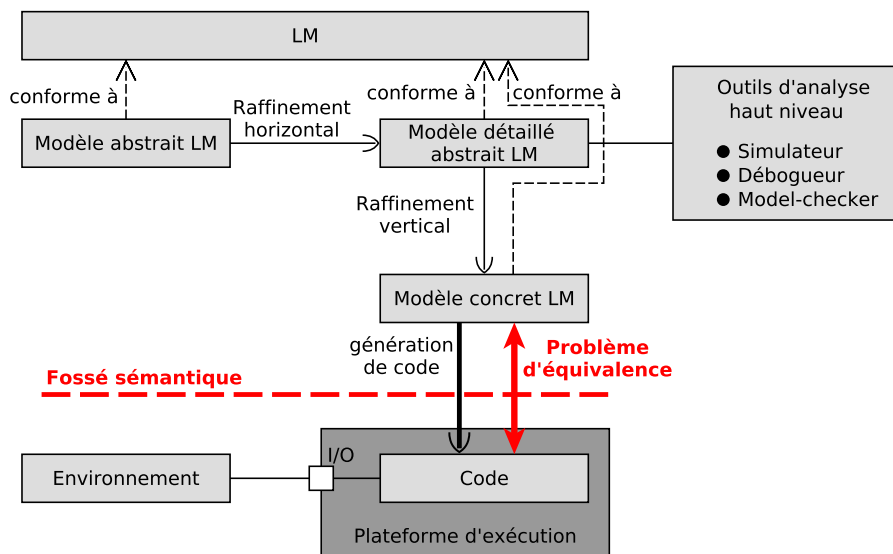 LM
conforme à
conforme à
conforme à
Outils d'analyse
haut niveau
● Simulateur
● Débogueur
● Model-checker
Modèle abstrait LM
Raffinement
horizontal
Modèle détaillé
abstrait LM
Raffinement
vertical
Modèle concret LM
génération
de code
Problème
d'équivalence
Fossé sémantique
Environnement
I/O
Code
Plateforme d'exécution